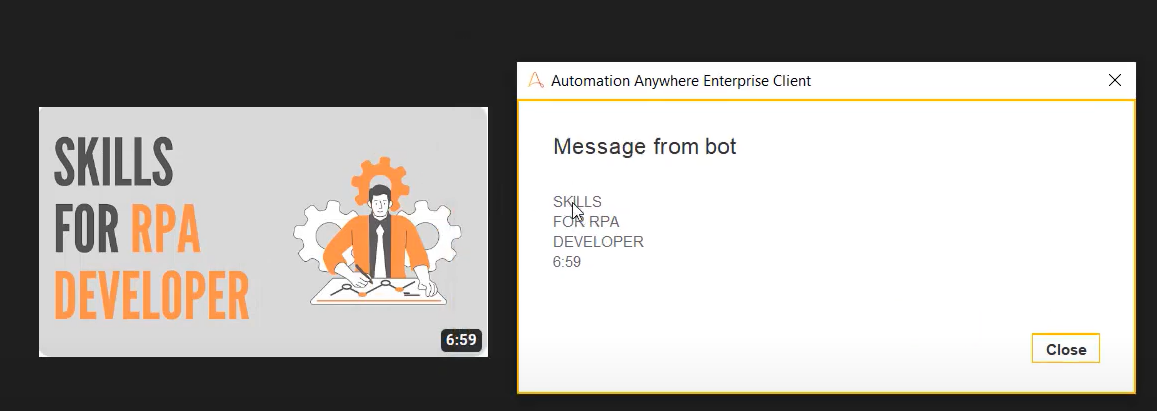 SKILLS
FOR RPA
DEVELOPER
6:59
Automation Anywhere Enterprise Client
Message from bot
SKILLS
FOR RPA
DEVELOPER
6:59
Close